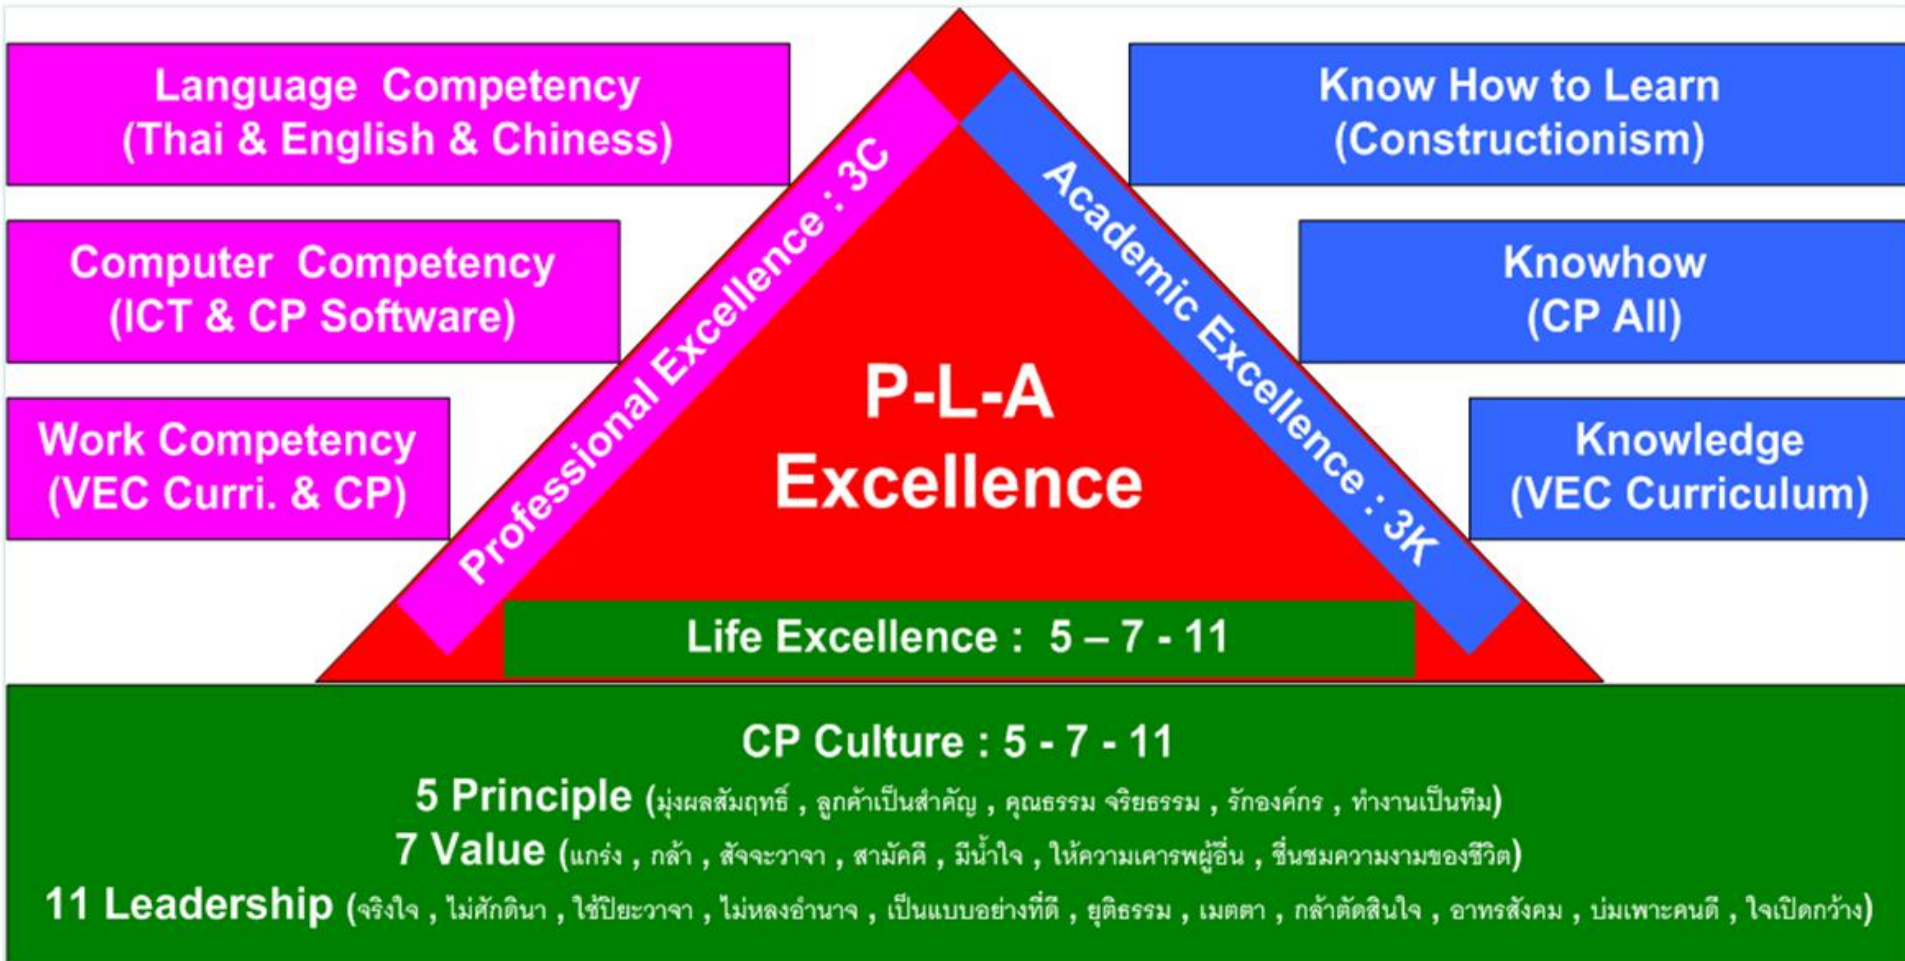 Language Competency
(Thai & English & Chiness)
Computer Competency
(ICT & CP Software)
Work Competency
(VEC Curri. & CP)
Professional Excellence : 3C
P-L-A
Excellence
Academic Excellence : 3K
Know How to Learn
(Constructionism)
Knowhow
(CP All)
Knowledge
(VEC Curriculum)
Life Excellence : 5 – 7 - 11
CP Culture : 5 - 7 - 11
5 Principle (มุ่งผลสัมฤทธิ์ , ลูกค้าเป็นสำคัญ , คุณธรรม จริยธรรม , รักองค์กร , ทำงานเป็นทีม)
7 Value (แกร่ง , กล้า , สัจจะวาจา , สามัคคี , มีน้ำใจ , ให้ความเคารพผู้อื่น , ชื่นชมความงามของชีวิต)
11 Leadership (จริงใจ , ไม่ศักดินา , ใช้ปิยะวาจา , ไม่หลงอำนาจ , เป็นแบบอย่างที่ดี , ยุติธรรม , เมตตา , กล้าตัดสินใจ , อาทรสังคม , บ่มเพาะคนดี , ใจเปิดกว้าง)